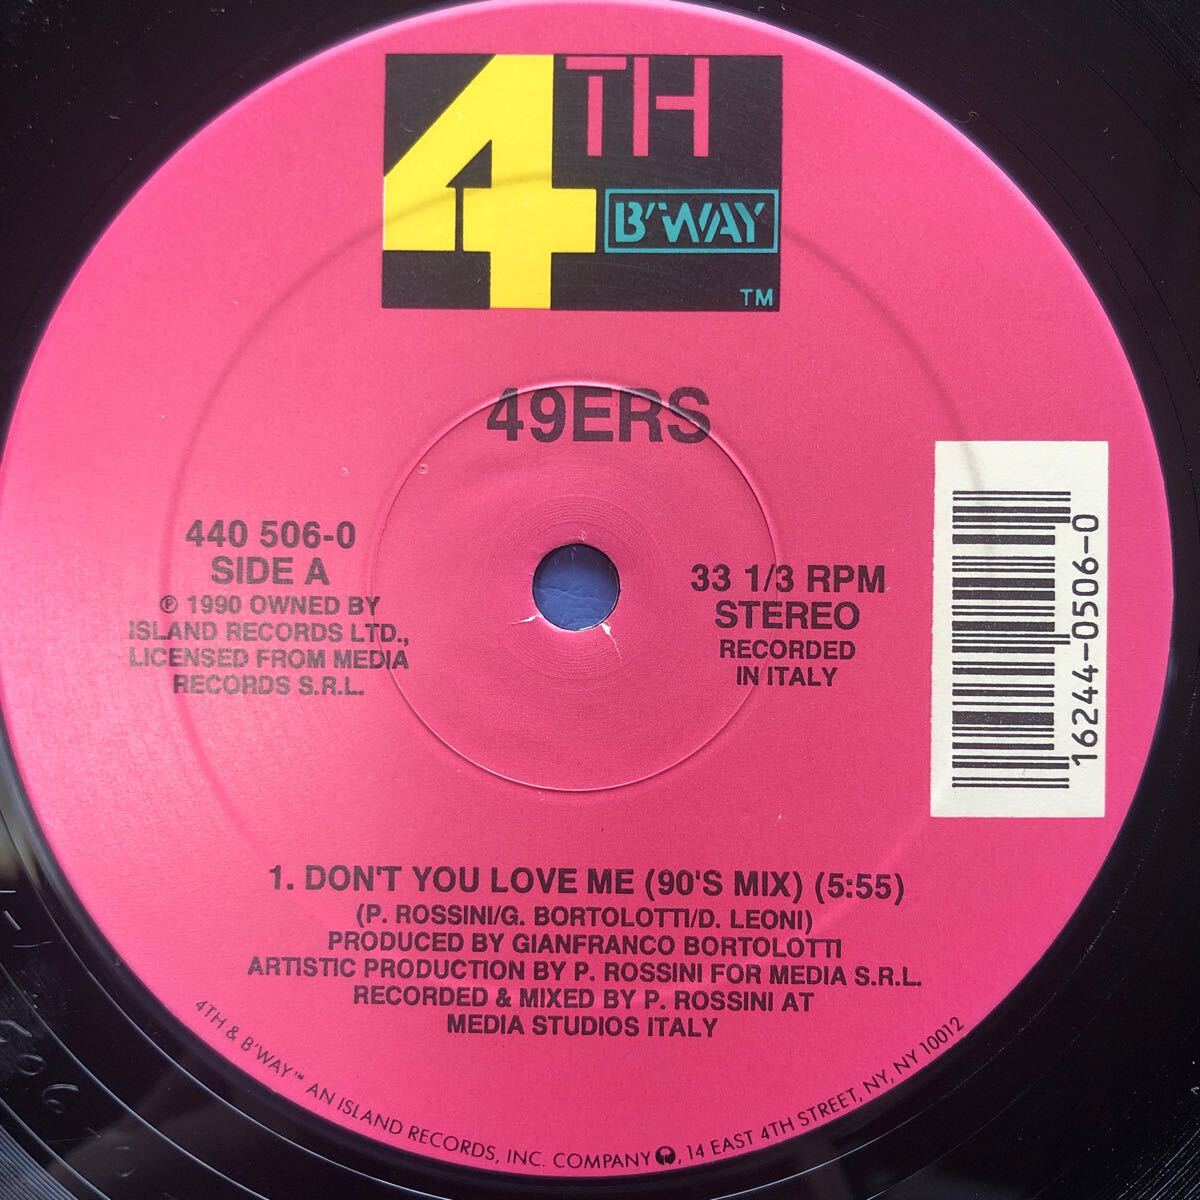 4TH
B'WAY
TM
49ERS
440 506-0
SIDE A
℗ 1990 OWNED BY
ISLAND RECORDS LTD.,
LICENSED FROM MEDIA
RECORDS S.R.L.
33 1/3 RPM
STEREO
RECORDED
IN ITALY
16244-0506-0
1. DON'T YOU LOVE ME (90'S MIX) (5:55)
(P. ROSSINI/G. BORTOLOTTI/D. LEONI)
PRODUCED BY GIANFRANCO BORTOLOTTI
ARTISTIC PRODUCTION BY P. ROSSINI FOR MEDIA S.R.L.
RECORDED & MIXED BY P. ROSSINI AT
MEDIA STUDIOS ITALY
4TH & B'WAY™ AN ISLAND RECORDS, INC. COMPANY, 14 EAST 4TH STREET, NY, NY 10012